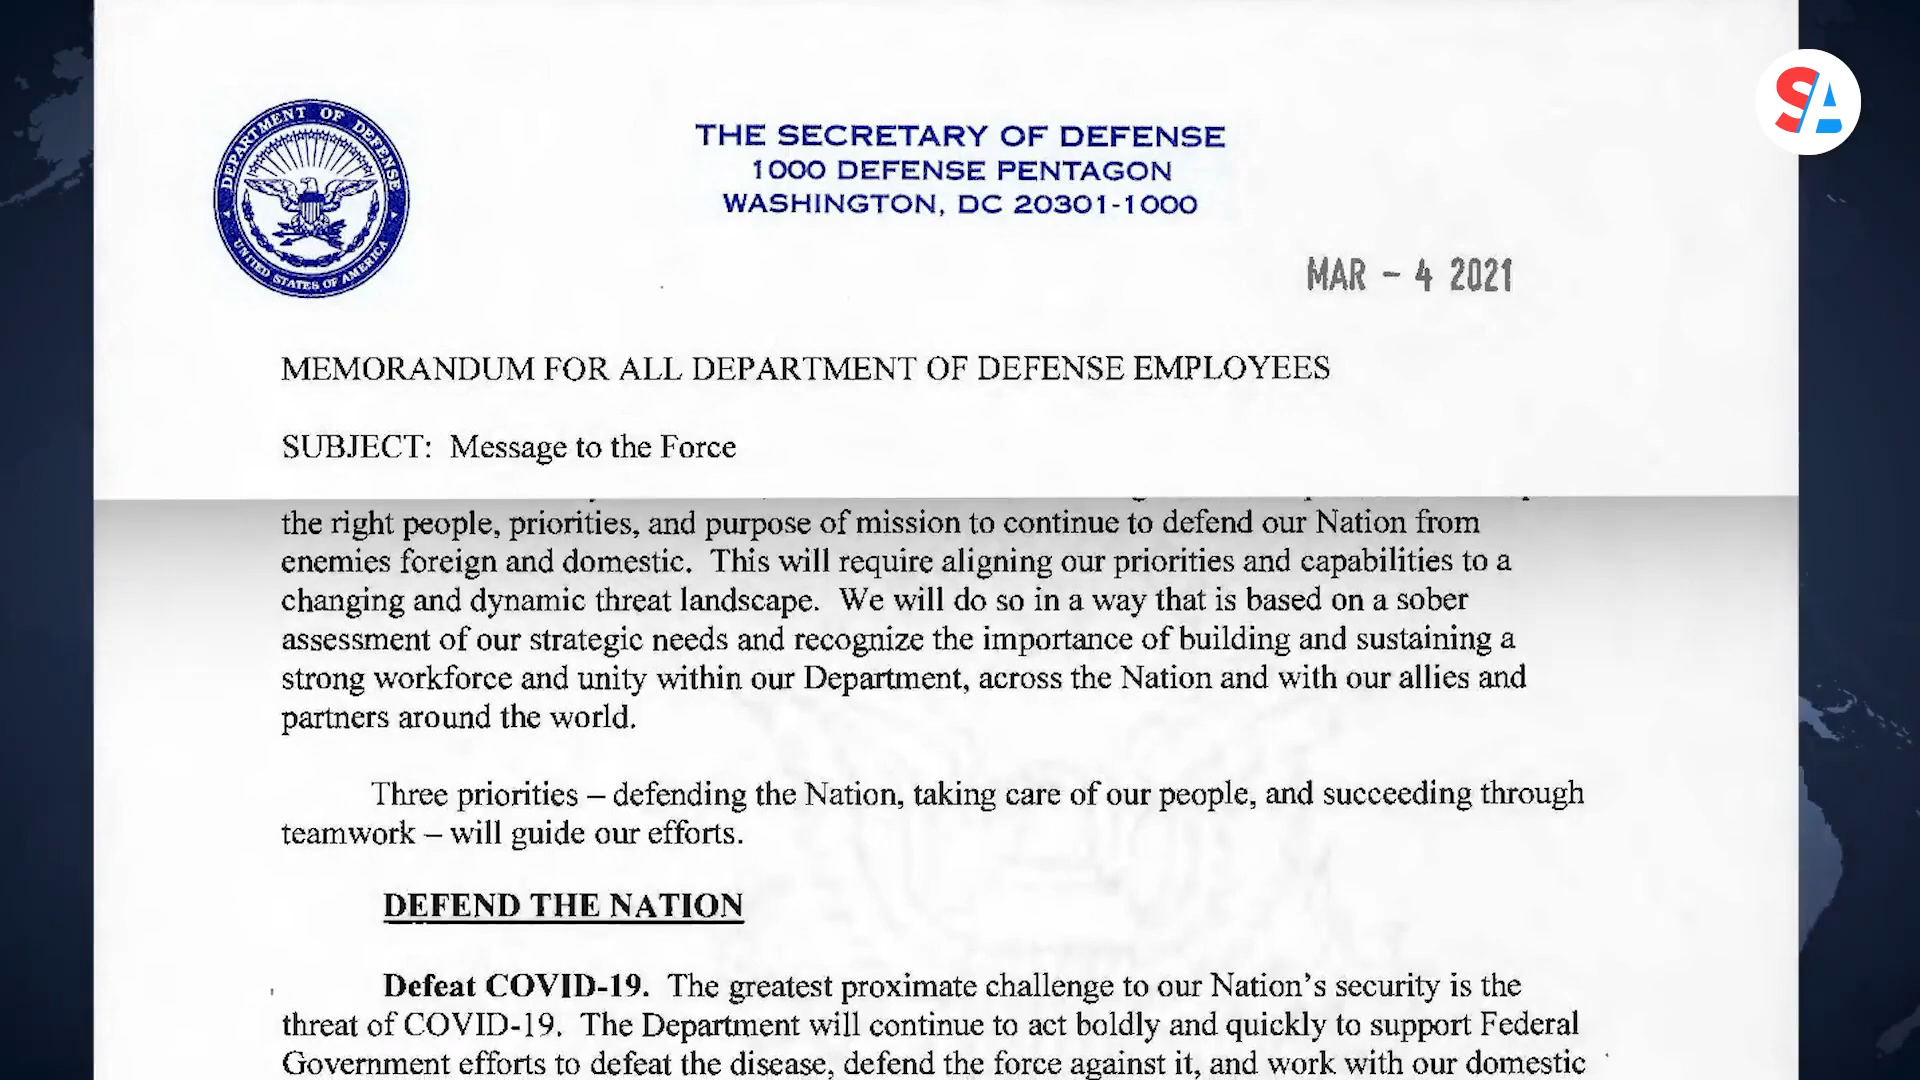 DEPARTMENT OF DEFENSE
UNITED STATES OF AMERICA
THE SECRETARY OF DEFENSE
1000 DEFENSE PENTAGON
WASHINGTON, DC 20301-1000
SA
MAR - 4 2021
MEMORANDUM FOR ALL DEPARTMENT OF DEFENSE EMPLOYEES
SUBJECT: Message to the Force
the right people, priorities, and purpose of mission to continue to defend our Nation from
enemies foreign and domestic. This will require aligning our priorities and capabilities to a
changing and dynamic threat landscape. We will do so in a way that is based on a sober
assessment of our strategic needs and recognize the importance of building and sustaining a
strong workforce and unity within our Department, across the Nation and with our allies and
partners around the world.
Three priorities – defending the Nation, taking care of our people, and succeeding through
teamwork – will guide our efforts.
DEFEND THE NATION
Defeat COVID-19. The greatest proximate challenge to our Nation's security is the
threat of COVID-19. The Department will continue to act boldly and quickly to support Federal
Government efforts to defeat the disease, defend the force against it, and work with our domestic